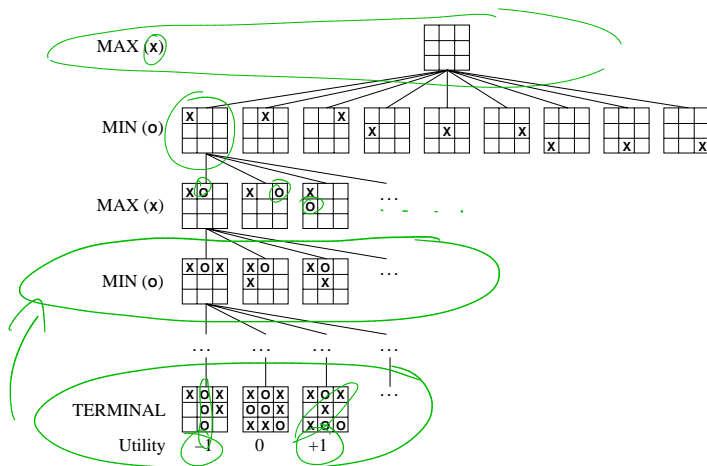 MAX (X)
X X X
MIN (O) X X X
X X X
X O X O X
MAX (X) O
...
X O X X O X O
MIN (O) X X
...
... ... ... ...
X O X X O X X O X
TERMINAL O X O O X X
O X X O X O O
...
Utility –1 0 +1